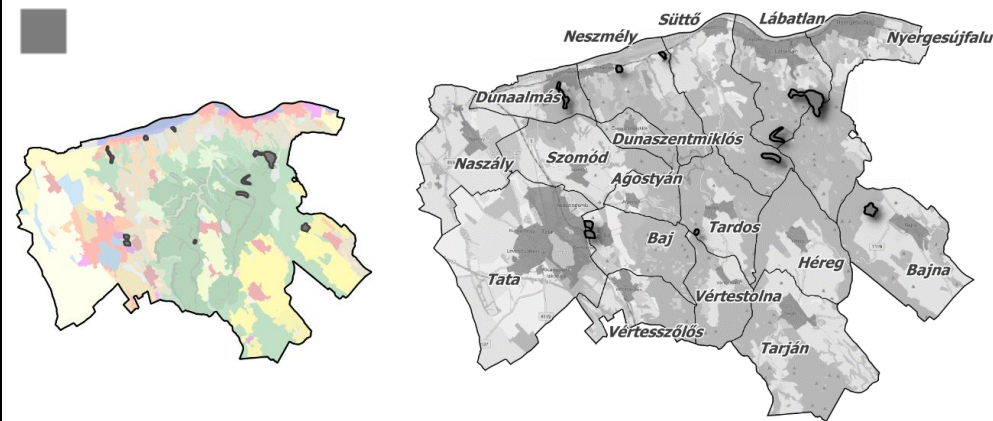 Süttő
Lábatlan
Neszmély
Nyergesújfalu
Dunaalmás
Dunaszentmiklós
Naszály
Szomód
Agostyán
Baj
Tardos
Héreg
Bajna
Tata
Vértestolna
Vértesszőlős
Tarján